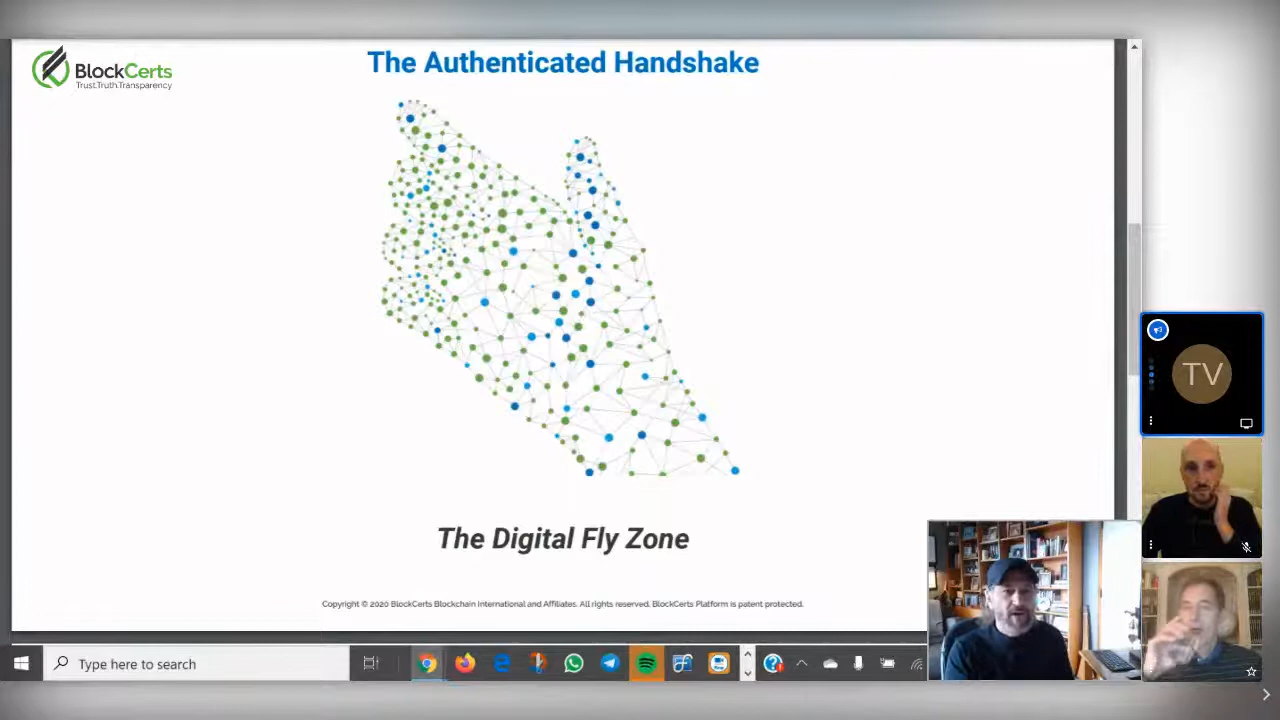 BlockCerts
Trust.Truth.Transparency
The Authenticated Handshake
The Digital Fly Zone
Copyright © 2020 BlockCerts Blockchain International and Affiliates. All rights reserved. BlockCerts Platform is patent protected.
TV
Type here to search